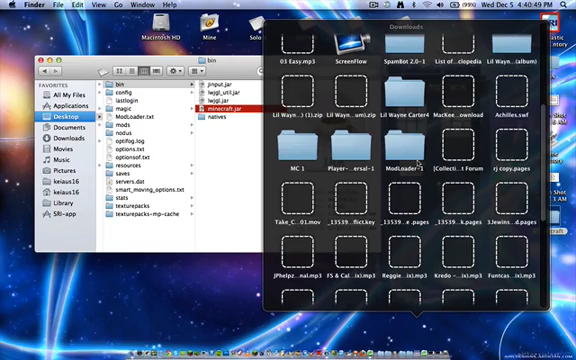 Finder File Edit View Go Window Help
(99%) Wed Dec 5 4:40:49 PM
Macintosh HD
Mine
Downloads
bin
FAVORITES
All My Files
Applications
Desktop
Documents
Downloads
Movies
Music
Pictures
keiaus16
keiaus16
Library
SRI-app
bin
config
lastlogin
magic
ModLoader.txt
mods
nodus
optifog.log
options.txt
optionsof.txt
resources
saves
servers.dat
smart_moving_options.txt
stats
texturepacks
texturepacks-mp-cache
jinput.jar
lwjgl_util.jar
lwjgl.jar
minecraft.jar
natives
03 Easy.mp3
ScreenFlow
SpamBot 2.0-1
List of...clopedia
Lil Wayn...(album)
Lil Wayn...) (1).zip
Lil Wayn...um).zip
Lil Wayne Carter4
MacKee...ownload
Achilles.swf
MC 1
Player-...ersal-1
ModLoader-1
[Collecti...t Forum
rj copy.pages
Take_C...01.mov
_13539...flict.key
_13539...e.pages
_13539...k.pages
3Jewins...d.pages
JPhelpz...nal.mp3
FS & Cal...ix).mp3
Reggie...ix).mp3
Kredo -...ix).mp3
Funtcas...ix).mp3